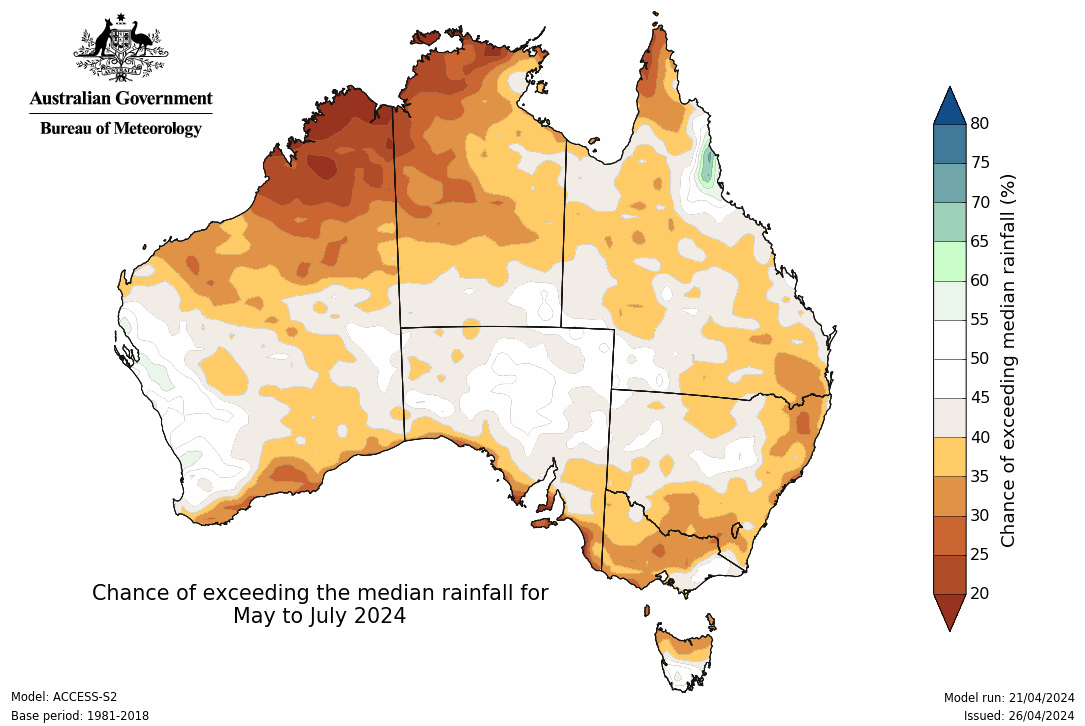 Australian Government
Bureau of Meteorology
80
75
70
65
60
55
50
45
40
35
30
25
20
Chance of exceeding median rainfall (%)
Chance of exceeding the median rainfall for
May to July 2024
Model: ACCESS-S2
Base period: 1981-2018
Model run: 21/04/2024
Issued: 26/04/2024